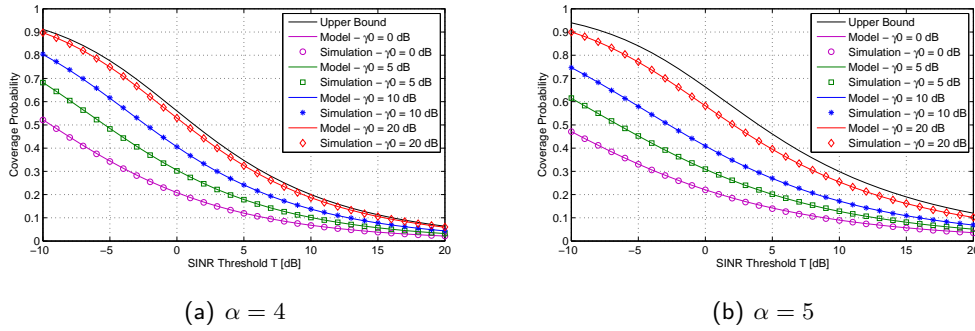 Coverage Probability
1
0.9
0.8
0.7
0.6
0.5
0.4
0.3
0.2
0.1
0
−10
−5
0
5
10
15
20
SINR Threshold T [dB]
Upper Bound
Model − γ0 = 0 dB
Simulation − γ0 = 0 dB
Model − γ0 = 5 dB
Simulation − γ0 = 5 dB
Model − γ0 = 10 dB
Simulation − γ0 = 10 dB
Model − γ0 = 20 dB
Simulation − γ0 = 20 dB
(a) α = 4
Coverage Probability
1
0.9
0.8
0.7
0.6
0.5
0.4
0.3
0.2
0.1
0
−10
−5
0
5
10
15
20
SINR Threshold T [dB]
Upper Bound
Model − γ0 = 0 dB
Simulation − γ0 = 0 dB
Model − γ0 = 5 dB
Simulation − γ0 = 5 dB
Model − γ0 = 10 dB
Simulation − γ0 = 10 dB
Model − γ0 = 20 dB
Simulation − γ0 = 20 dB
(b) α = 5